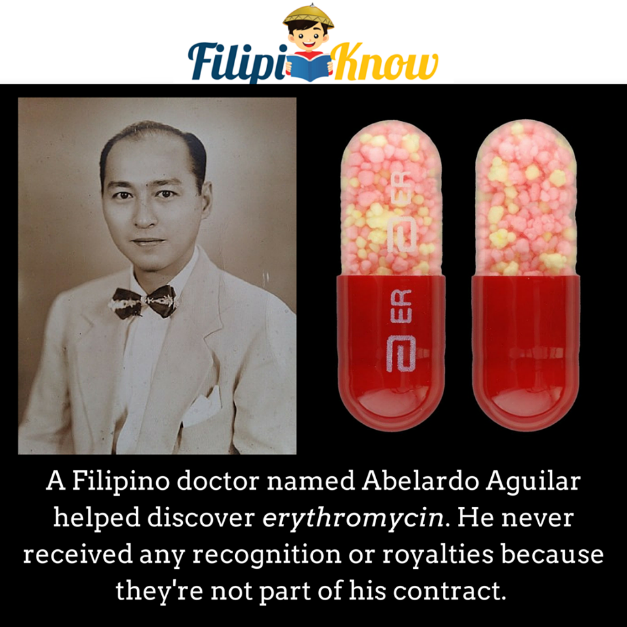 FilipiKnow
ER
ER
A Filipino doctor named Abelardo Aguilar
helped discover erythromycin. He never
received any recognition or royalties because
they're not part of his contract.